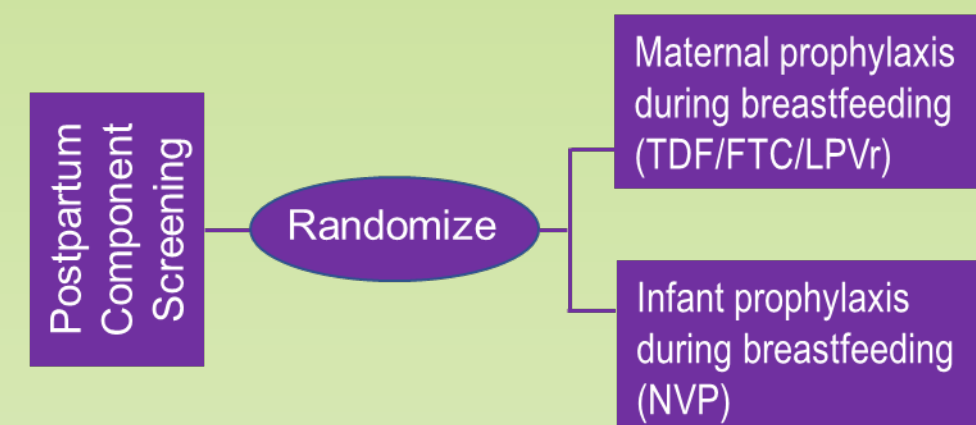 Postpartum
Component
Screening
Randomize
Maternal prophylaxis
during breastfeeding
(TDF/FTC/LPVr)
Infant prophylaxis
during breastfeeding
(NVP)